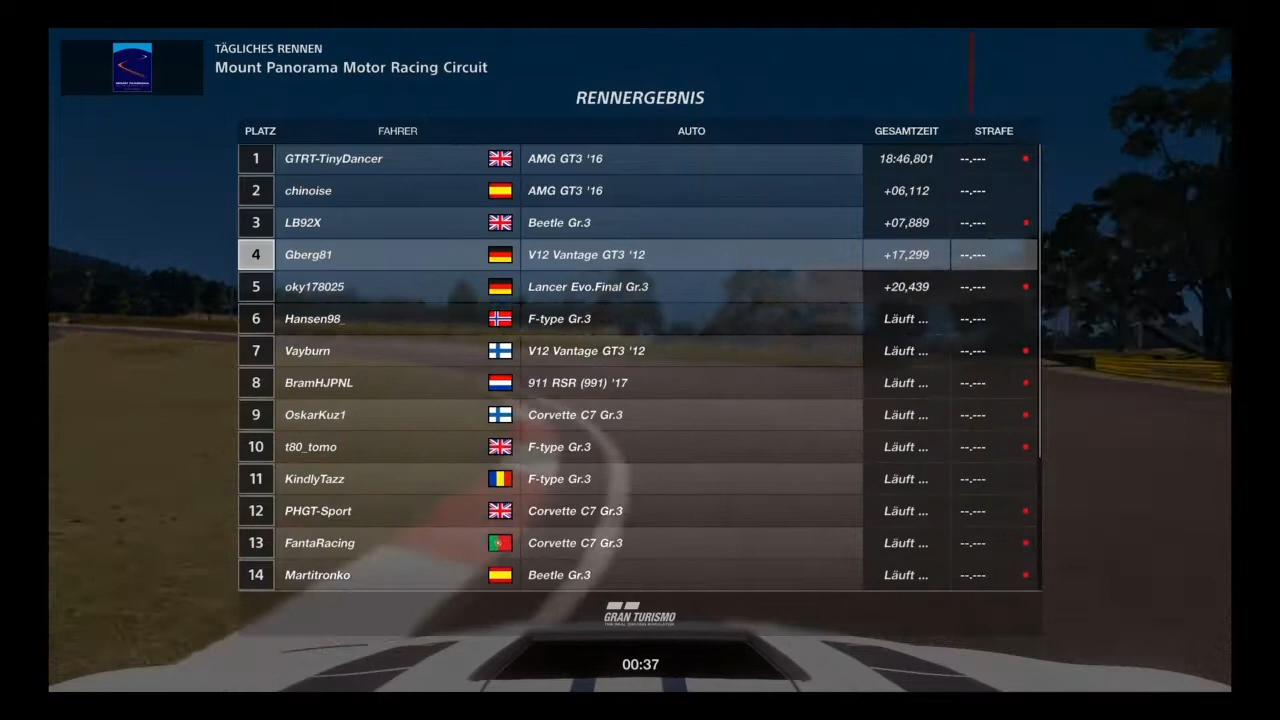 TÄGLICHES RENNEN
Mount Panorama Motor Racing Circuit
RENNERGEBNIS
PLATZ FAHRER AUTO GESAMTZEIT STRAFE
1 GTRT-TinyDancer AMG GT3 '16 18:46,801 --.---
2 chinoise AMG GT3 '16 +06,112 --.---
3 LB92X Beetle Gr.3 +07,889 --.---
4 Gberg81 V12 Vantage GT3 '12 +17,299 --.---
5 oky178025 Lancer Evo.Final Gr.3 +20,439 --.---
6 Hansen98_ F-type Gr.3 Läuft ... --.---
7 Vayburn V12 Vantage GT3 '12 Läuft ... --.---
8 BramHJPNL 911 RSR (991) '17 Läuft ... --.---
9 OskarKuz1 Corvette C7 Gr.3 Läuft ... --.---
10 t80_tomo F-type Gr.3 Läuft ... --.---
11 KindlyTazz F-type Gr.3 Läuft ... --.---
12 PHGT-Sport Corvette C7 Gr.3 Läuft ... --.---
13 FantaRacing Corvette C7 Gr.3 Läuft ... --.---
14 Martitronko Beetle Gr.3 Läuft ... --.---
GRAN TURISMO
THE REAL DRIVING SIMULATOR
00:37